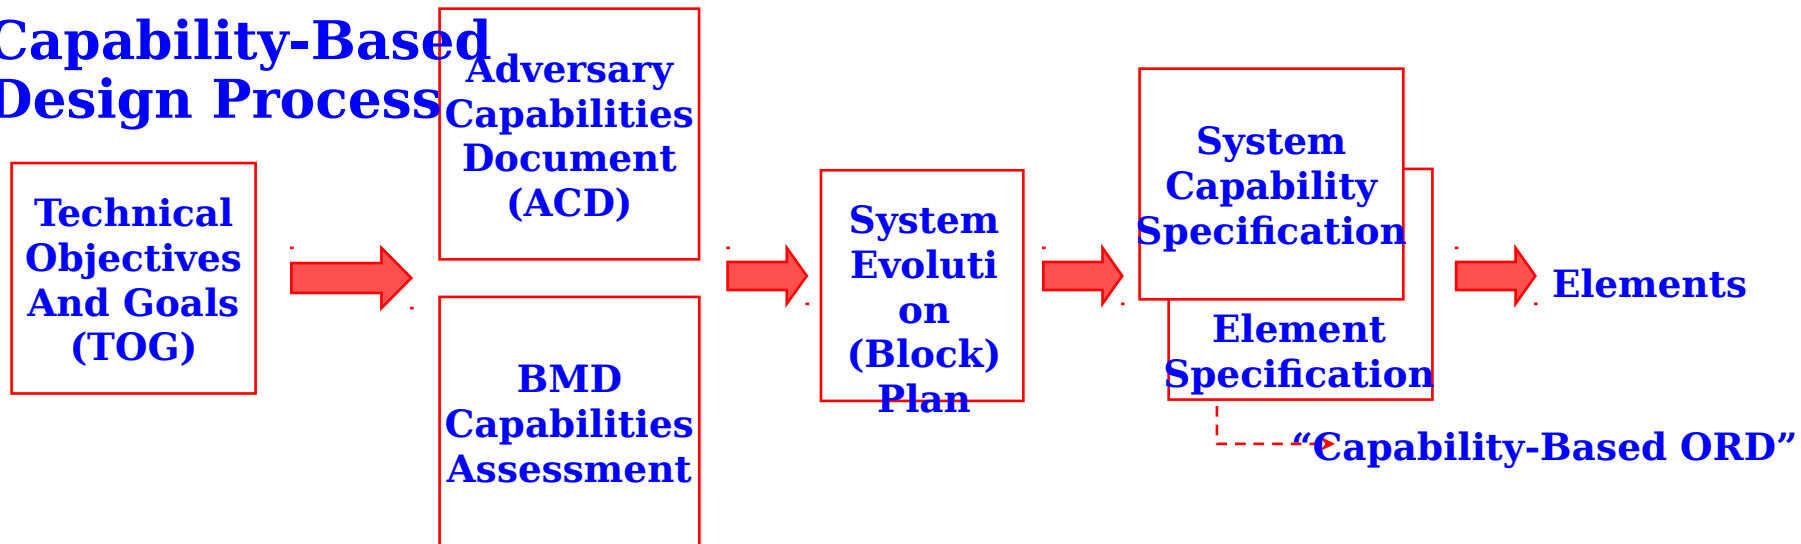 Capability-Based
Design Process
Technical
Objectives
And Goals
(TOG)
Adversary
Capabilities
Document
(ACD)
BMD
Capabilities
Assessment
System
Evoluti
on
(Block)
Plan
System
Capability
Specification
Element
Specification
Elements
“Capability-Based ORD”